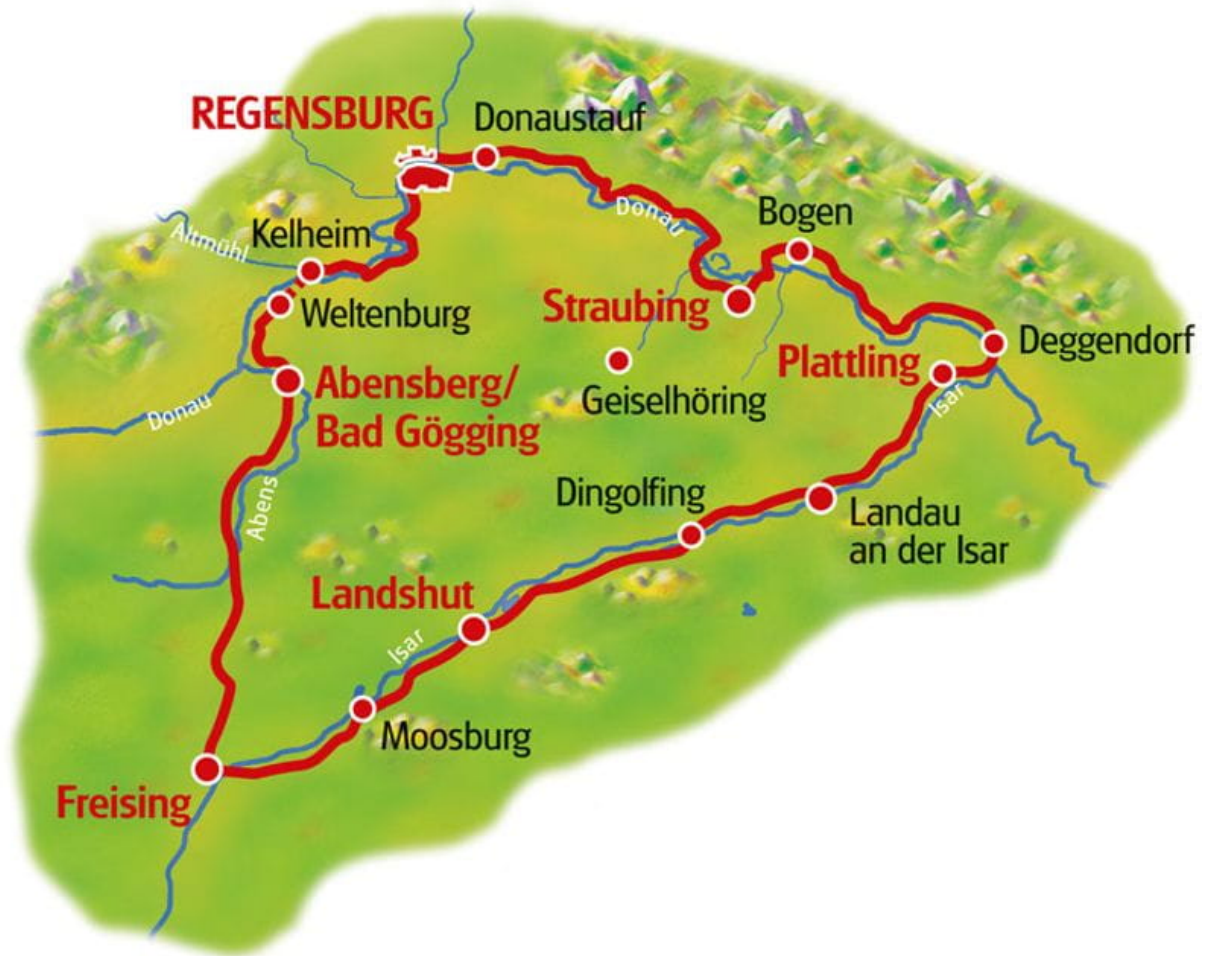 REGENSBURG
Donaustauf
Donau
Bogen
Altmühl
Kelheim
Weltenburg
Straubing
Deggendorf
Plattling
Geiselhöring
Abensberg/
Bad Gögging
Donau
Isar
Dingolfing
Landau
an der Isar
Abens
Landshut
Isar
Moosburg
Freising